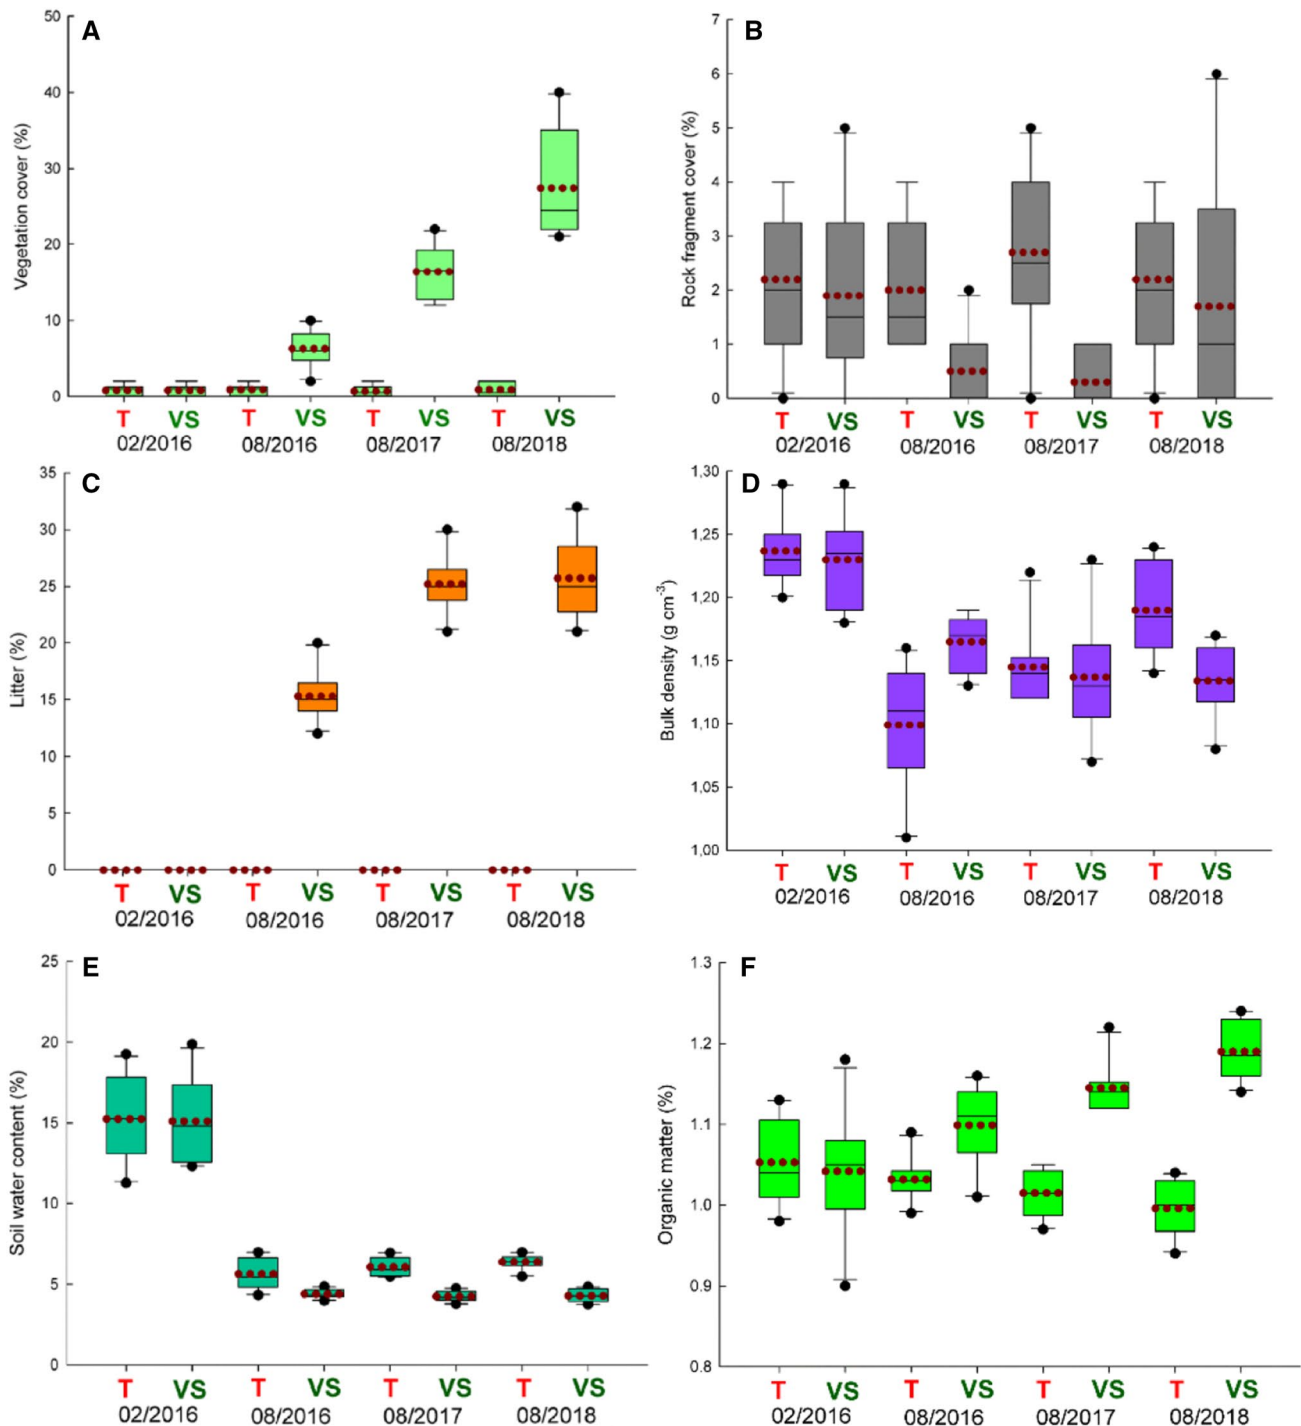 A
Vegetation cover (%)
50
40
30
20
10
0
T VS T VS T VS T VS
02/2016 08/2016 08/2017 08/2018
B
Rock fragment cover (%)
7
6
5
4
3
2
1
0
T VS T VS T VS T VS
02/2016 08/2016 08/2017 08/2018
C
Litter (%)
35
30
25
20
15
10
5
0
T VS T VS T VS T VS
02/2016 08/2016 08/2017 08/2018
D
Bulk density (g cm⁻³)
1,30
1,25
1,20
1,15
1,10
1,05
1,00
T VS T VS T VS T VS
02/2016 08/2016 08/2017 08/2018
E
Soil water content (%)
25
20
15
10
5
0
T VS T VS T VS T VS
02/2016 08/2016 08/2017 08/2018
F
Organic matter (%)
1.3
1.2
1.1
1.0
0.9
0.8
T VS T VS T VS T VS
02/2016 08/2016 08/2017 08/2018